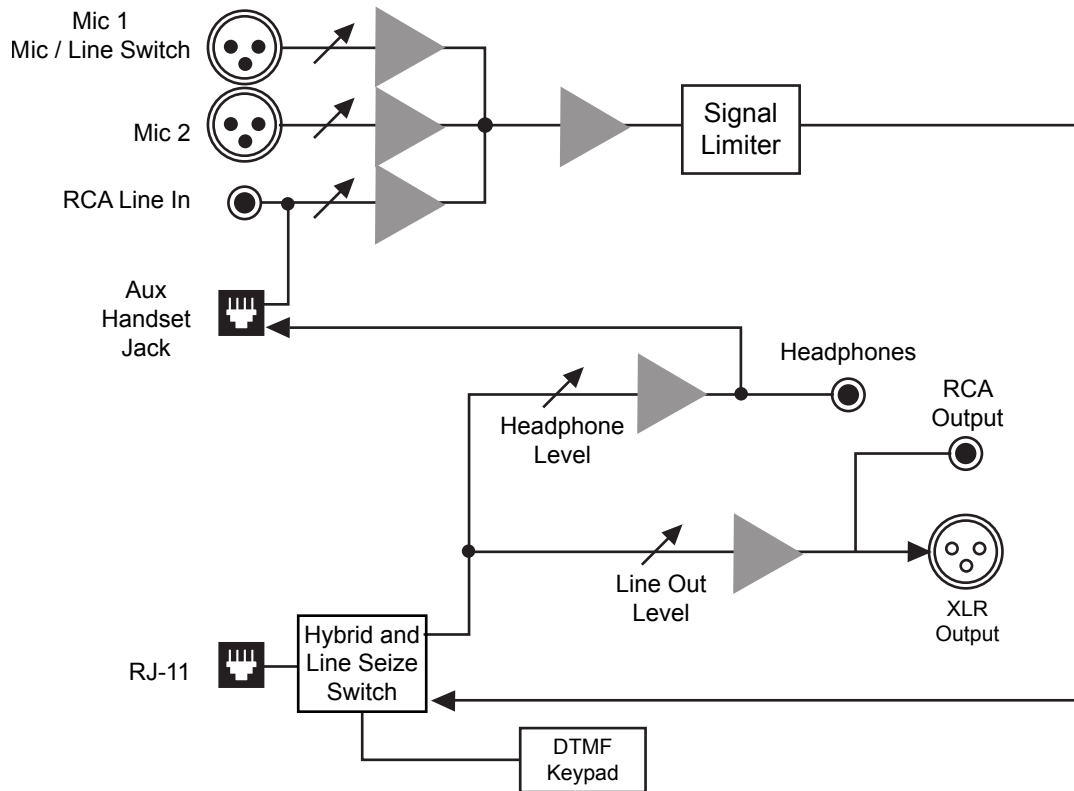 Mic 1
Mic / Line Switch
Mic 2
Signal
Limiter
RCA Line In
Aux
Handset
Jack
Headphones
RCA
Output
Headphone
Level
Line Out
Level
XLR
Output
RJ-11
Hybrid and
Line Seize
Switch
DTMF
Keypad